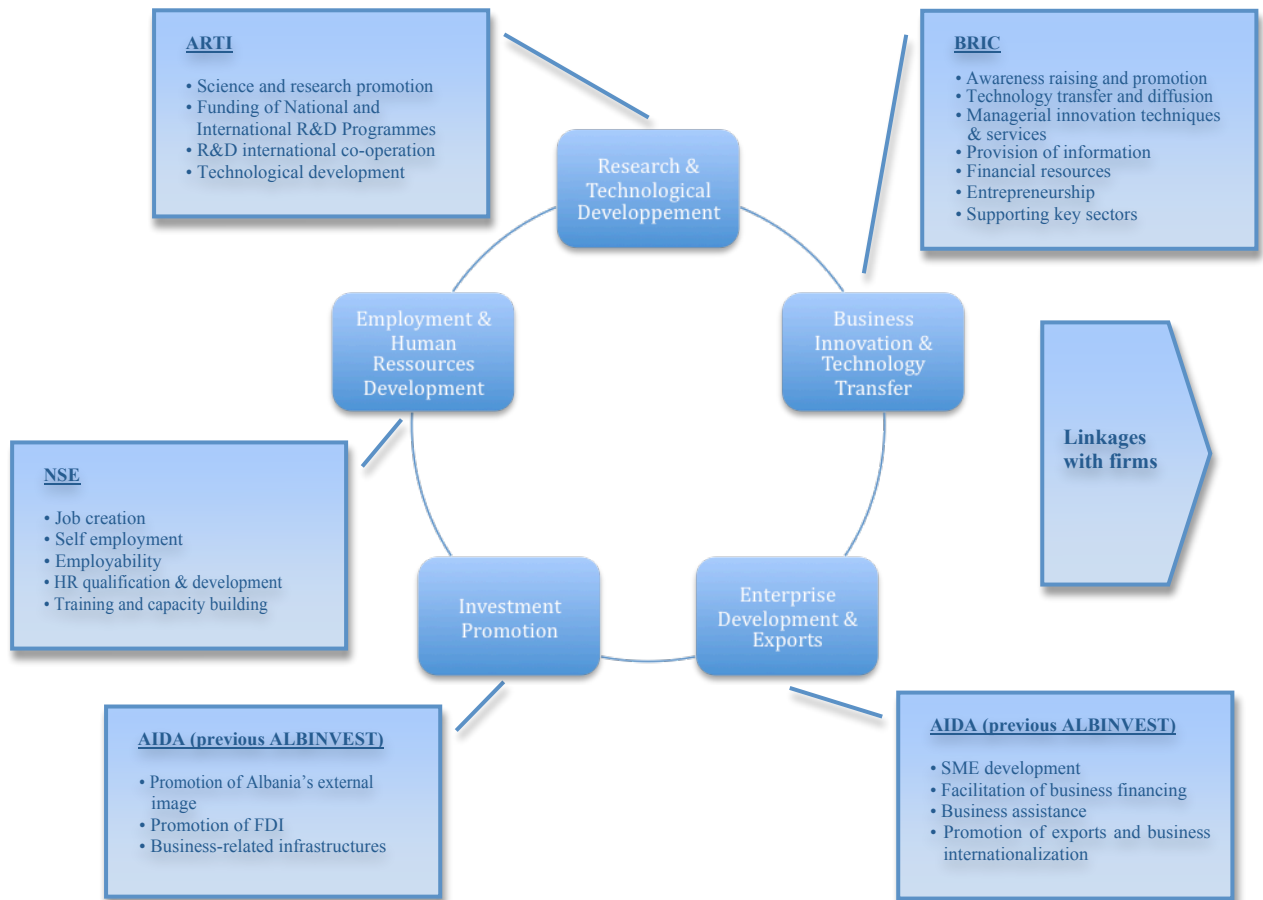 ARTI
• Science and research promotion
• Funding of National and
International R&D Programmes
• R&D international co-operation
• Technological development
BRIC
• Awareness raising and promotion
• Technology transfer and diffusion
• Managerial innovation techniques
& services
• Provision of information
• Financial resources
• Entrepreneurship
• Supporting key sectors
Research &
Technological
Developpement
Employment &
Human
Ressources
Development
Business
Innovation &
Technology
Transfer
Linkages
with firms
NSE
• Job creation
• Self employment
• Employability
• HR qualification & development
• Training and capacity building
Investment
Promotion
Enterprise
Development &
Exports
AIDA (previous ALBINVEST)
• Promotion of Albania’s external
image
• Promotion of FDI
• Business-related infrastructures
AIDA (previous ALBINVEST)
• SME development
• Facilitation of business financing
• Business assistance
• Promotion of exports and business
internationalization